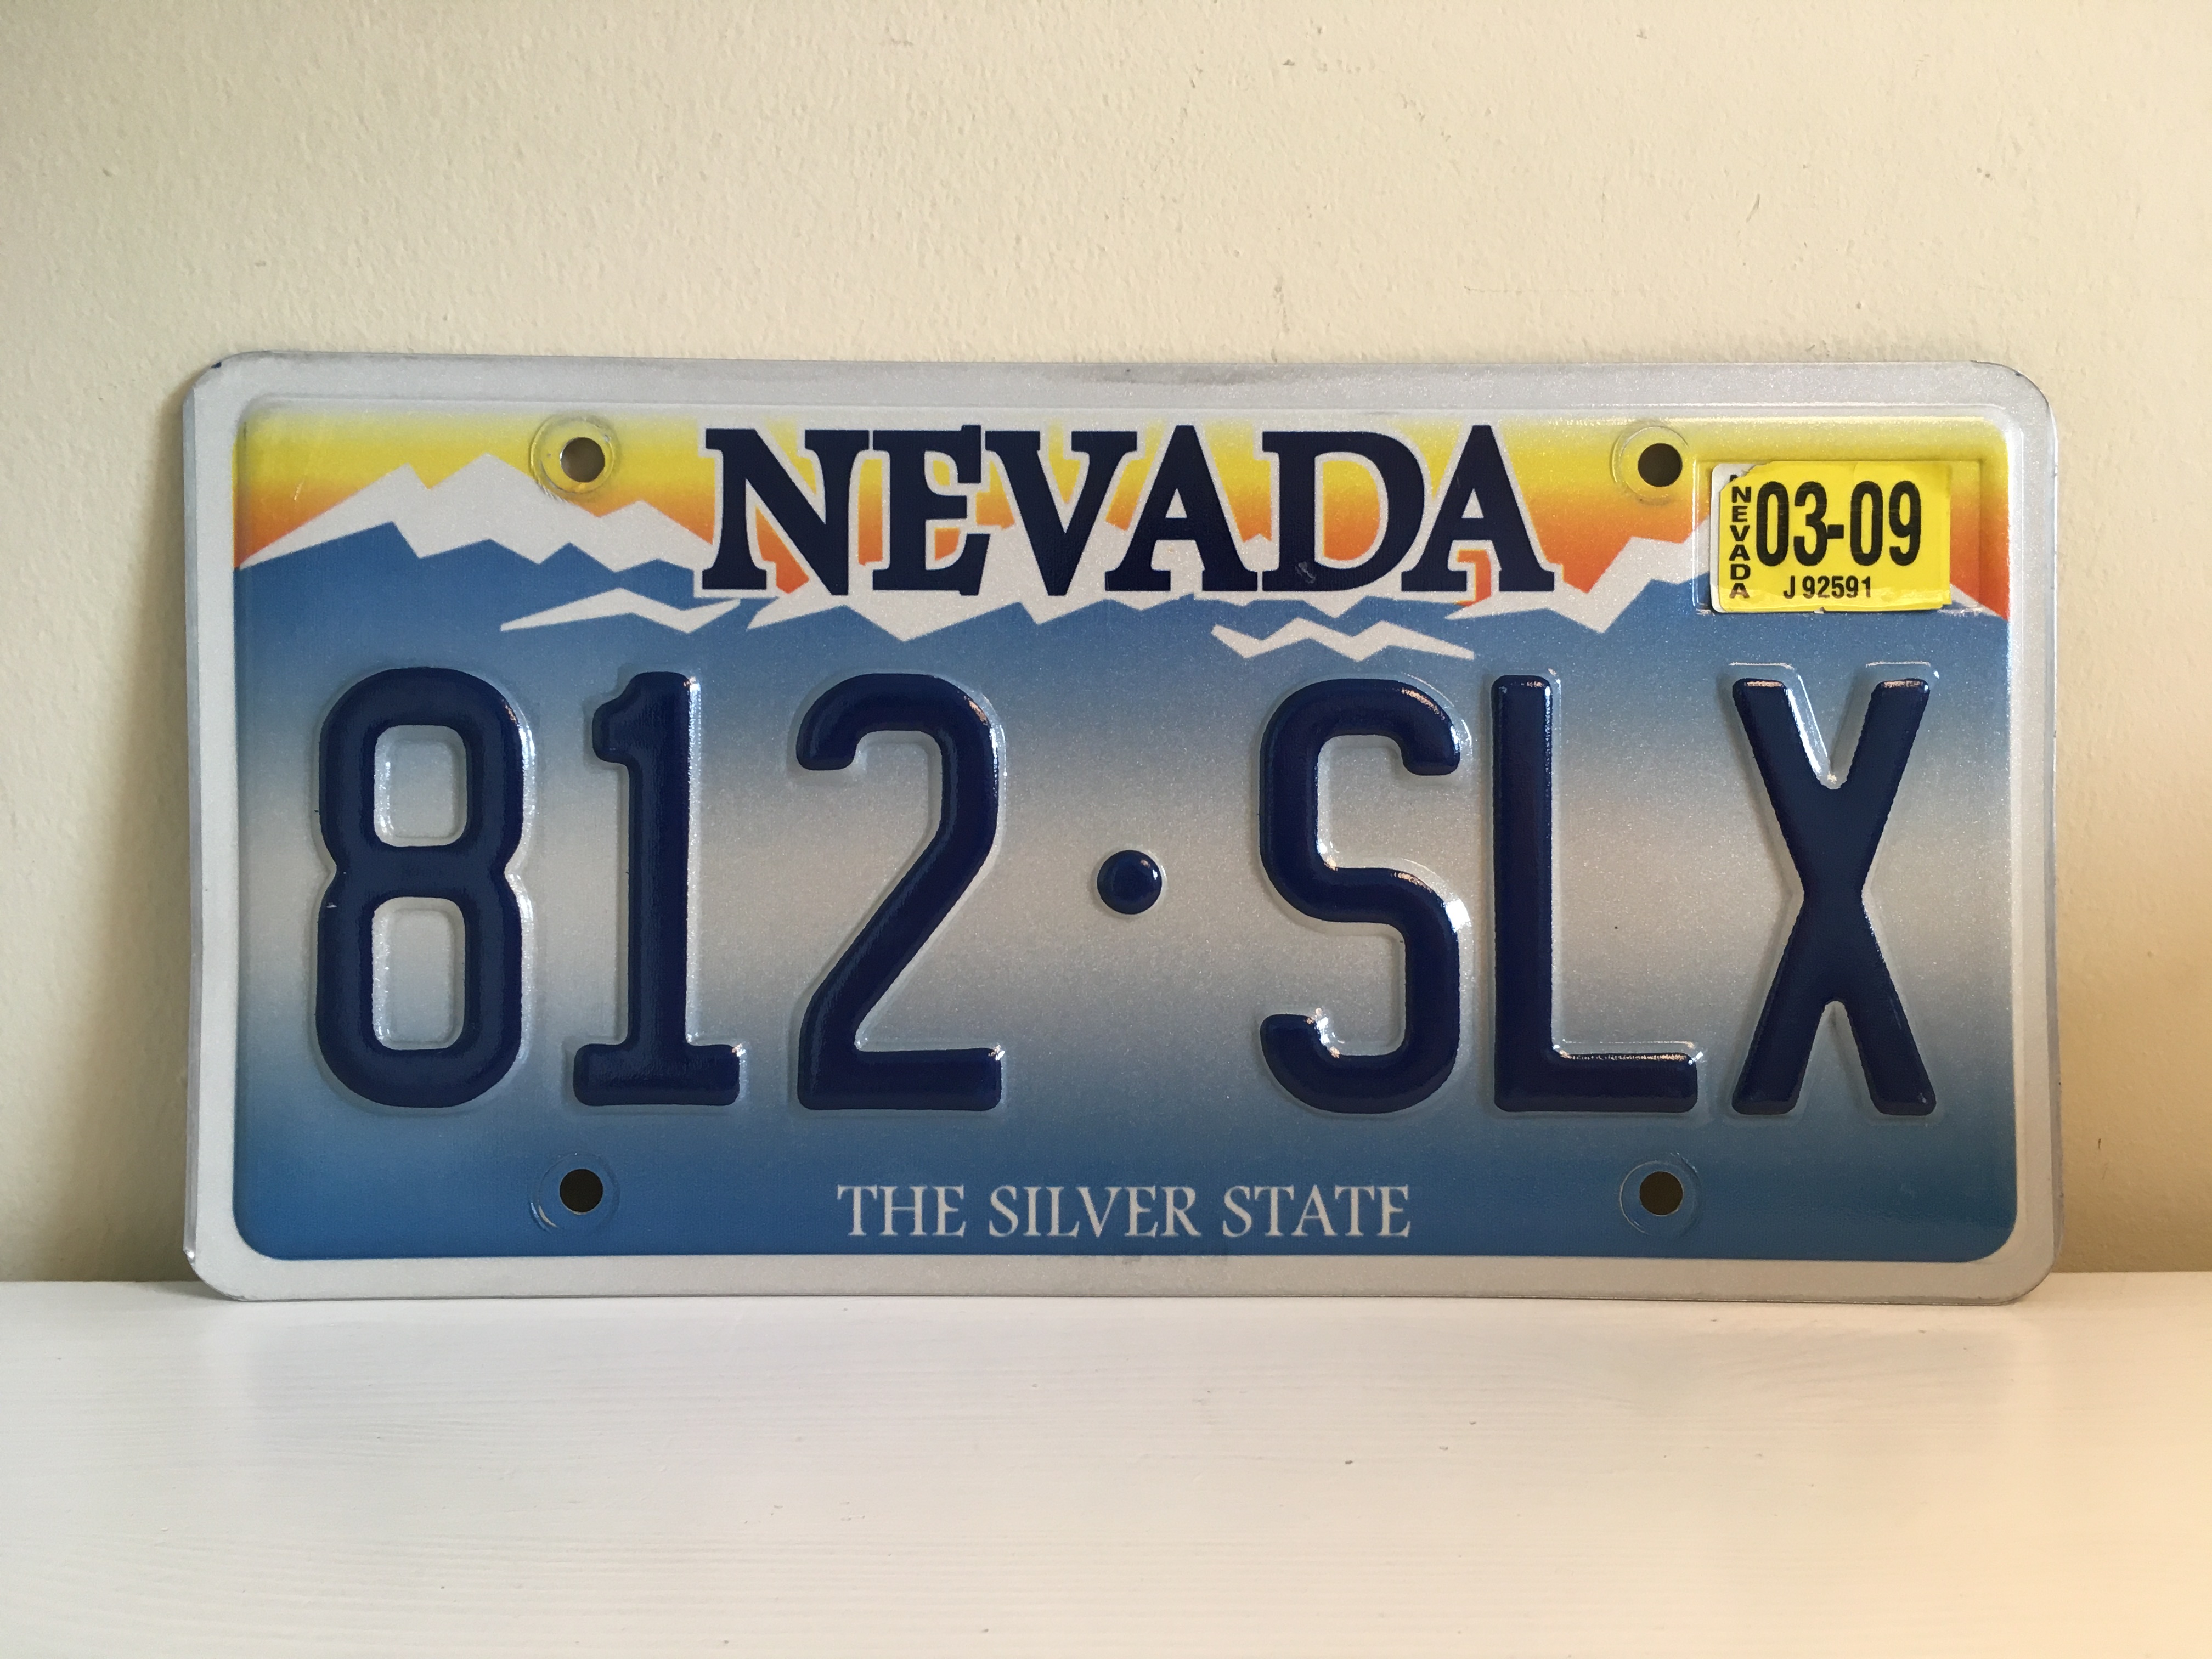 NEVADA
NEVADA
03-09
J 92591
812·SLX
THE SILVER STATE